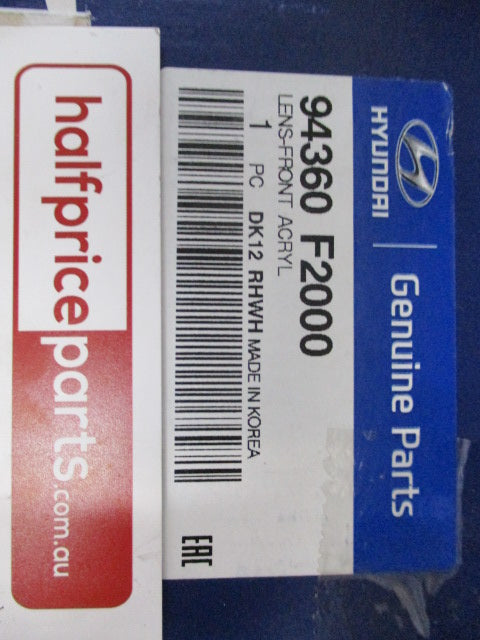 HYUNDAI | Genuine Parts
94360 F2000
LENS-FRONT ACRYL
1 PC DK12 RHWH MADE IN KOREA
EAC
halfpriceparts.com.au